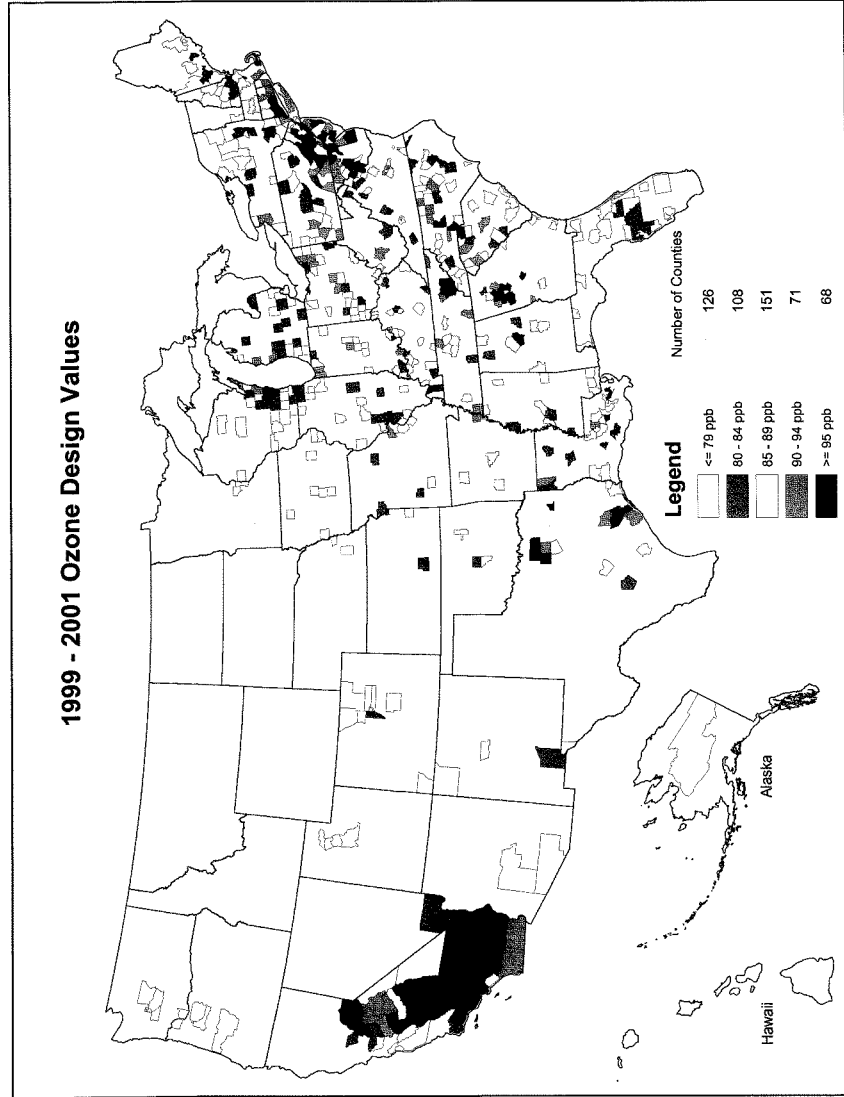 1999 - 2001 Ozone Design Values
Legend
Number of Counties
<= 79 ppb 126
80 - 84 ppb 108
85 - 89 ppb 151
90 - 94 ppb 71
>= 95 ppb 68
Alaska
Hawaii